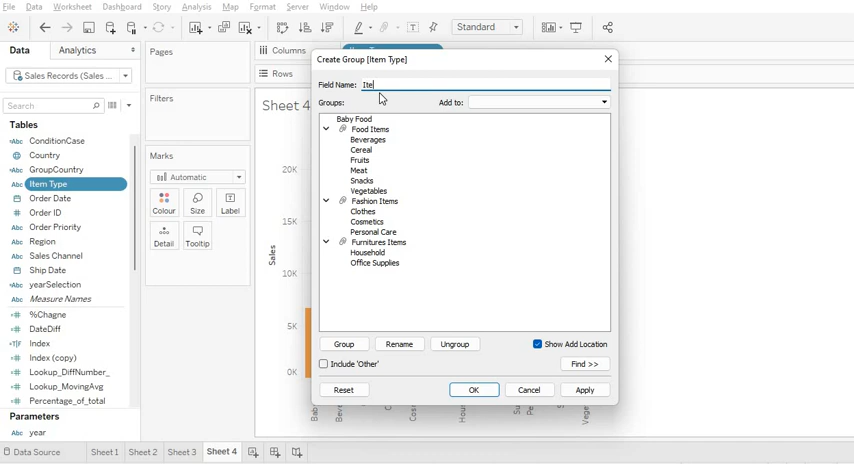 File Data Worksheet Dashboard Story Analysis Map Format Server Window Help
Standard
Data Analytics
Pages
Columns
Rows
Sales Records (Sales ...
Search
Filters
Tables
ConditionCase
Country
GroupCountry
Item Type
Order Date
Order ID
Order Priority
Region
Sales Channel
Ship Date
yearSelection
Measure Names
%Chagne
DateDiff
Index
Index (copy)
Lookup_DiffNumber_
Lookup_MovingAvg
Percentage_of_total
Parameters
year
Marks
Automatic
Colour Size Label
Detail Tooltip
Sheet 4
20K
15K
10K
5K
0K
Sales
Create Group [Item Type]
Field Name: Ite
Groups: Add to:
Baby Food
Food Items
Beverages
Cereal
Fruits
Meat
Snacks
Vegetables
Fashion Items
Clothes
Cosmetics
Personal Care
Furnitures Items
Household
Office Supplies
Group Rename Ungroup Show Add Location
Include 'Other' Find >>
Reset OK Cancel Apply
Data Source Sheet 1 Sheet 2 Sheet 3 Sheet 4